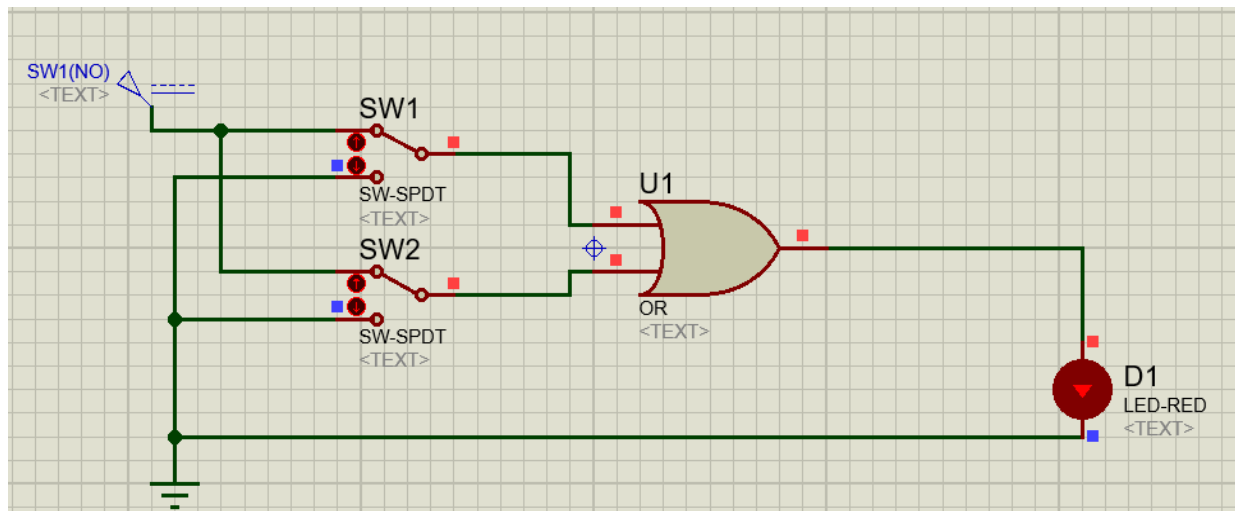 SW1(NO)
<TEXT>
SW1
SW-SPDT
<TEXT>
SW2
SW-SPDT
<TEXT>
U1
OR
<TEXT>
D1
LED-RED
<TEXT>